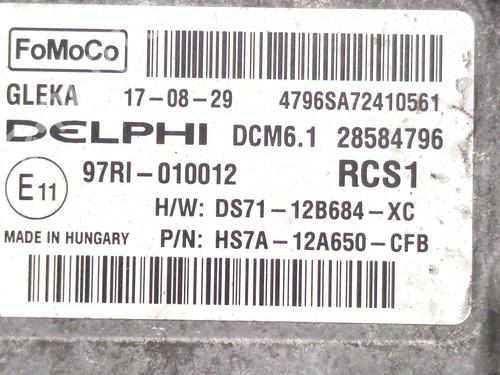 FoMoCo
GLEKA 17-08-29 4796SA72410561
DELPHI DCM6.1 28584796
97RI-010012 RCS1
E11
H/W: DS71-12B684-XC
MADE IN HUNGARY P/N: HS7A-12A650-CFB